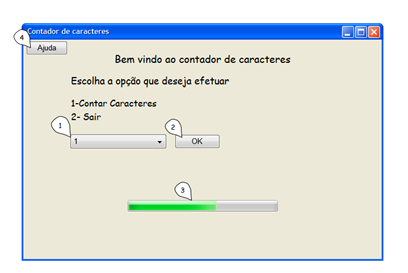 Contador de caracteres
4
Ajuda
Bem vindo ao contador de caracteres
Escolha a opção que deseja efetuar
1-Contar Caracteres
2- Sair
1
2
1
OK
3